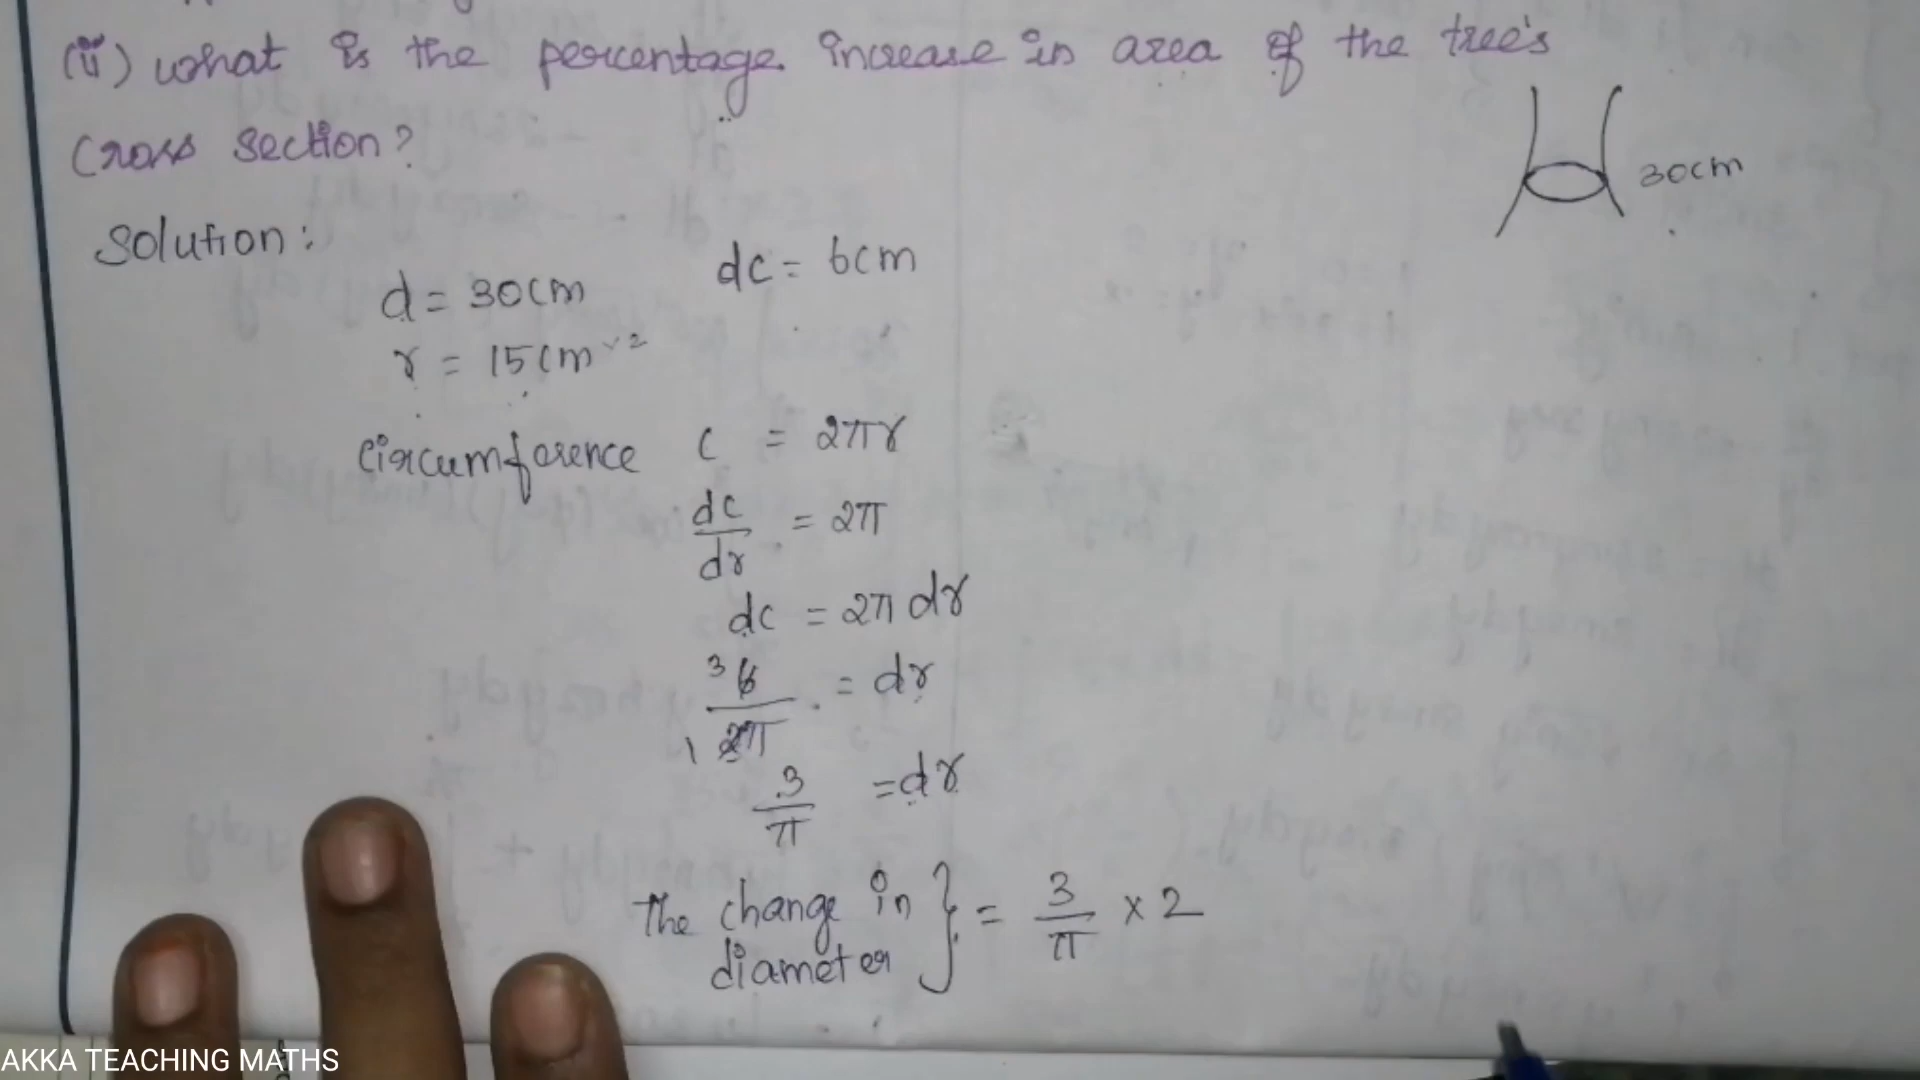 (ii) what is the percentage increase in area of the tree's
cross section?
30cm
Solution:
d = 30cm dc = 6cm
r = 15cm
circumference c = 2πr
dc/dr = 2π
dc = 2π dr
3 6/1 2π = dr
3/π = dr
The change in diameter } = 3/π × 2
AKKA TEACHING MATHS